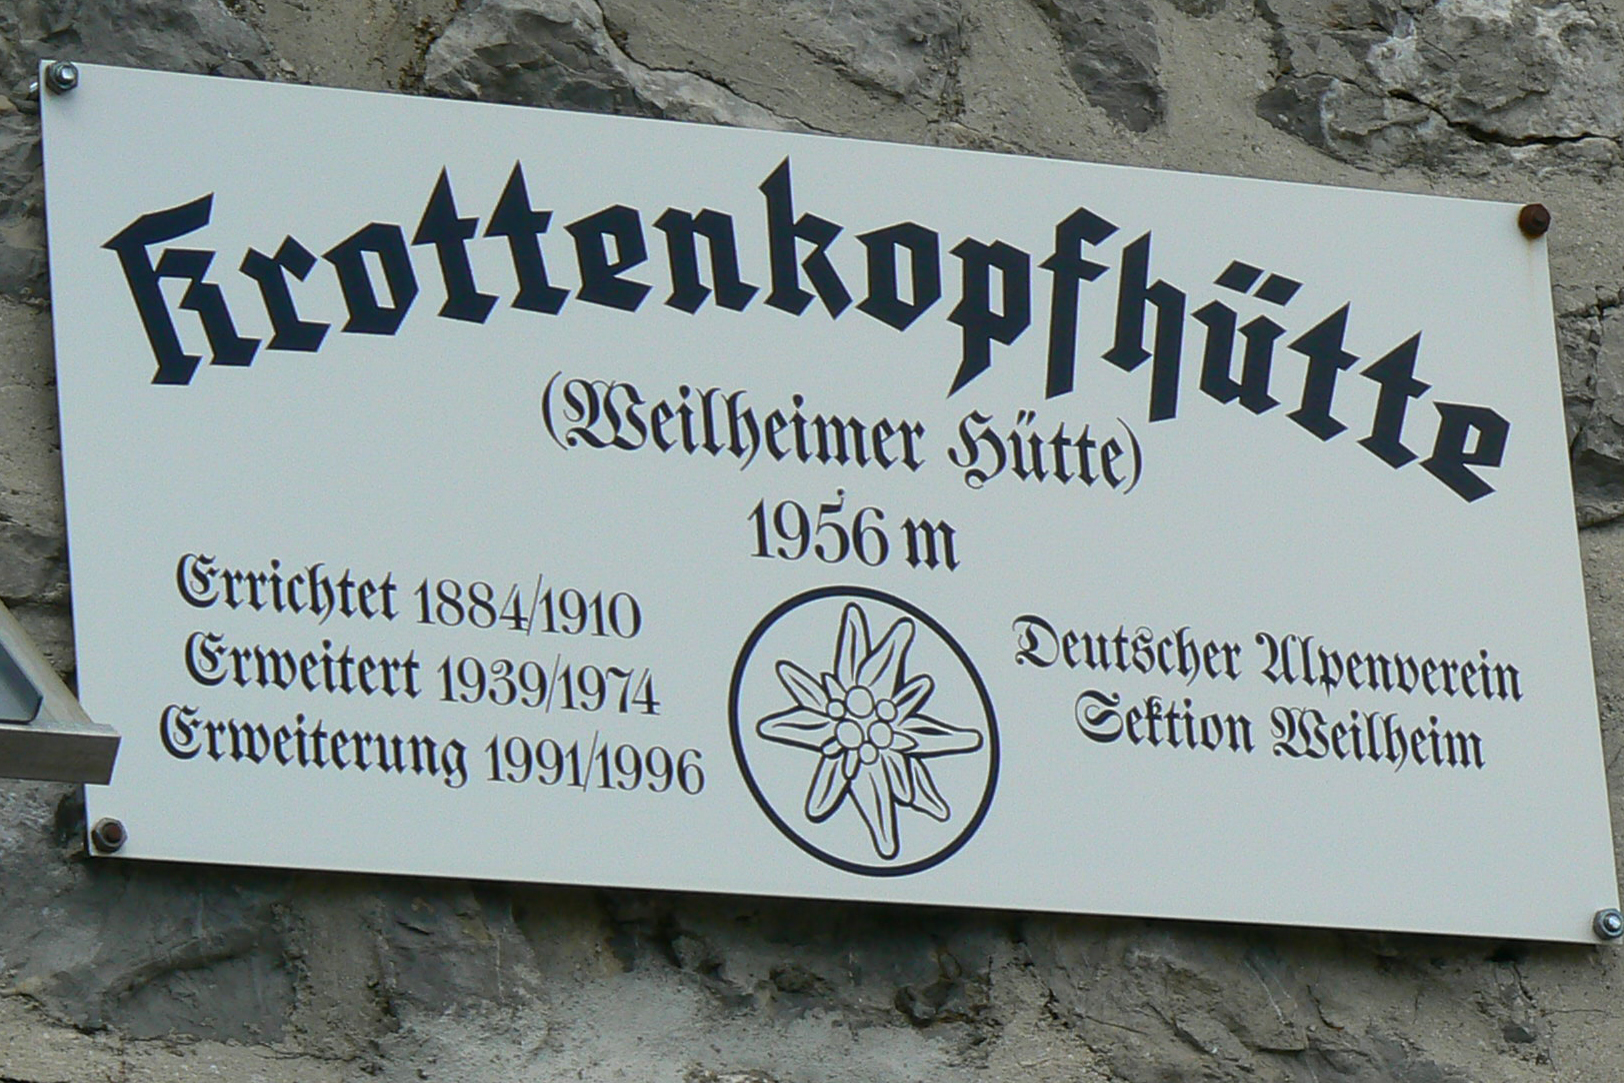 Krottenkopfhütte
(Weilheimer Hütte)
1956 m
Errichtet 1884/1910
Erweitert 1939/1974
Erweiterung 1991/1996
Deutscher Alpenverein
Sektion Weilheim